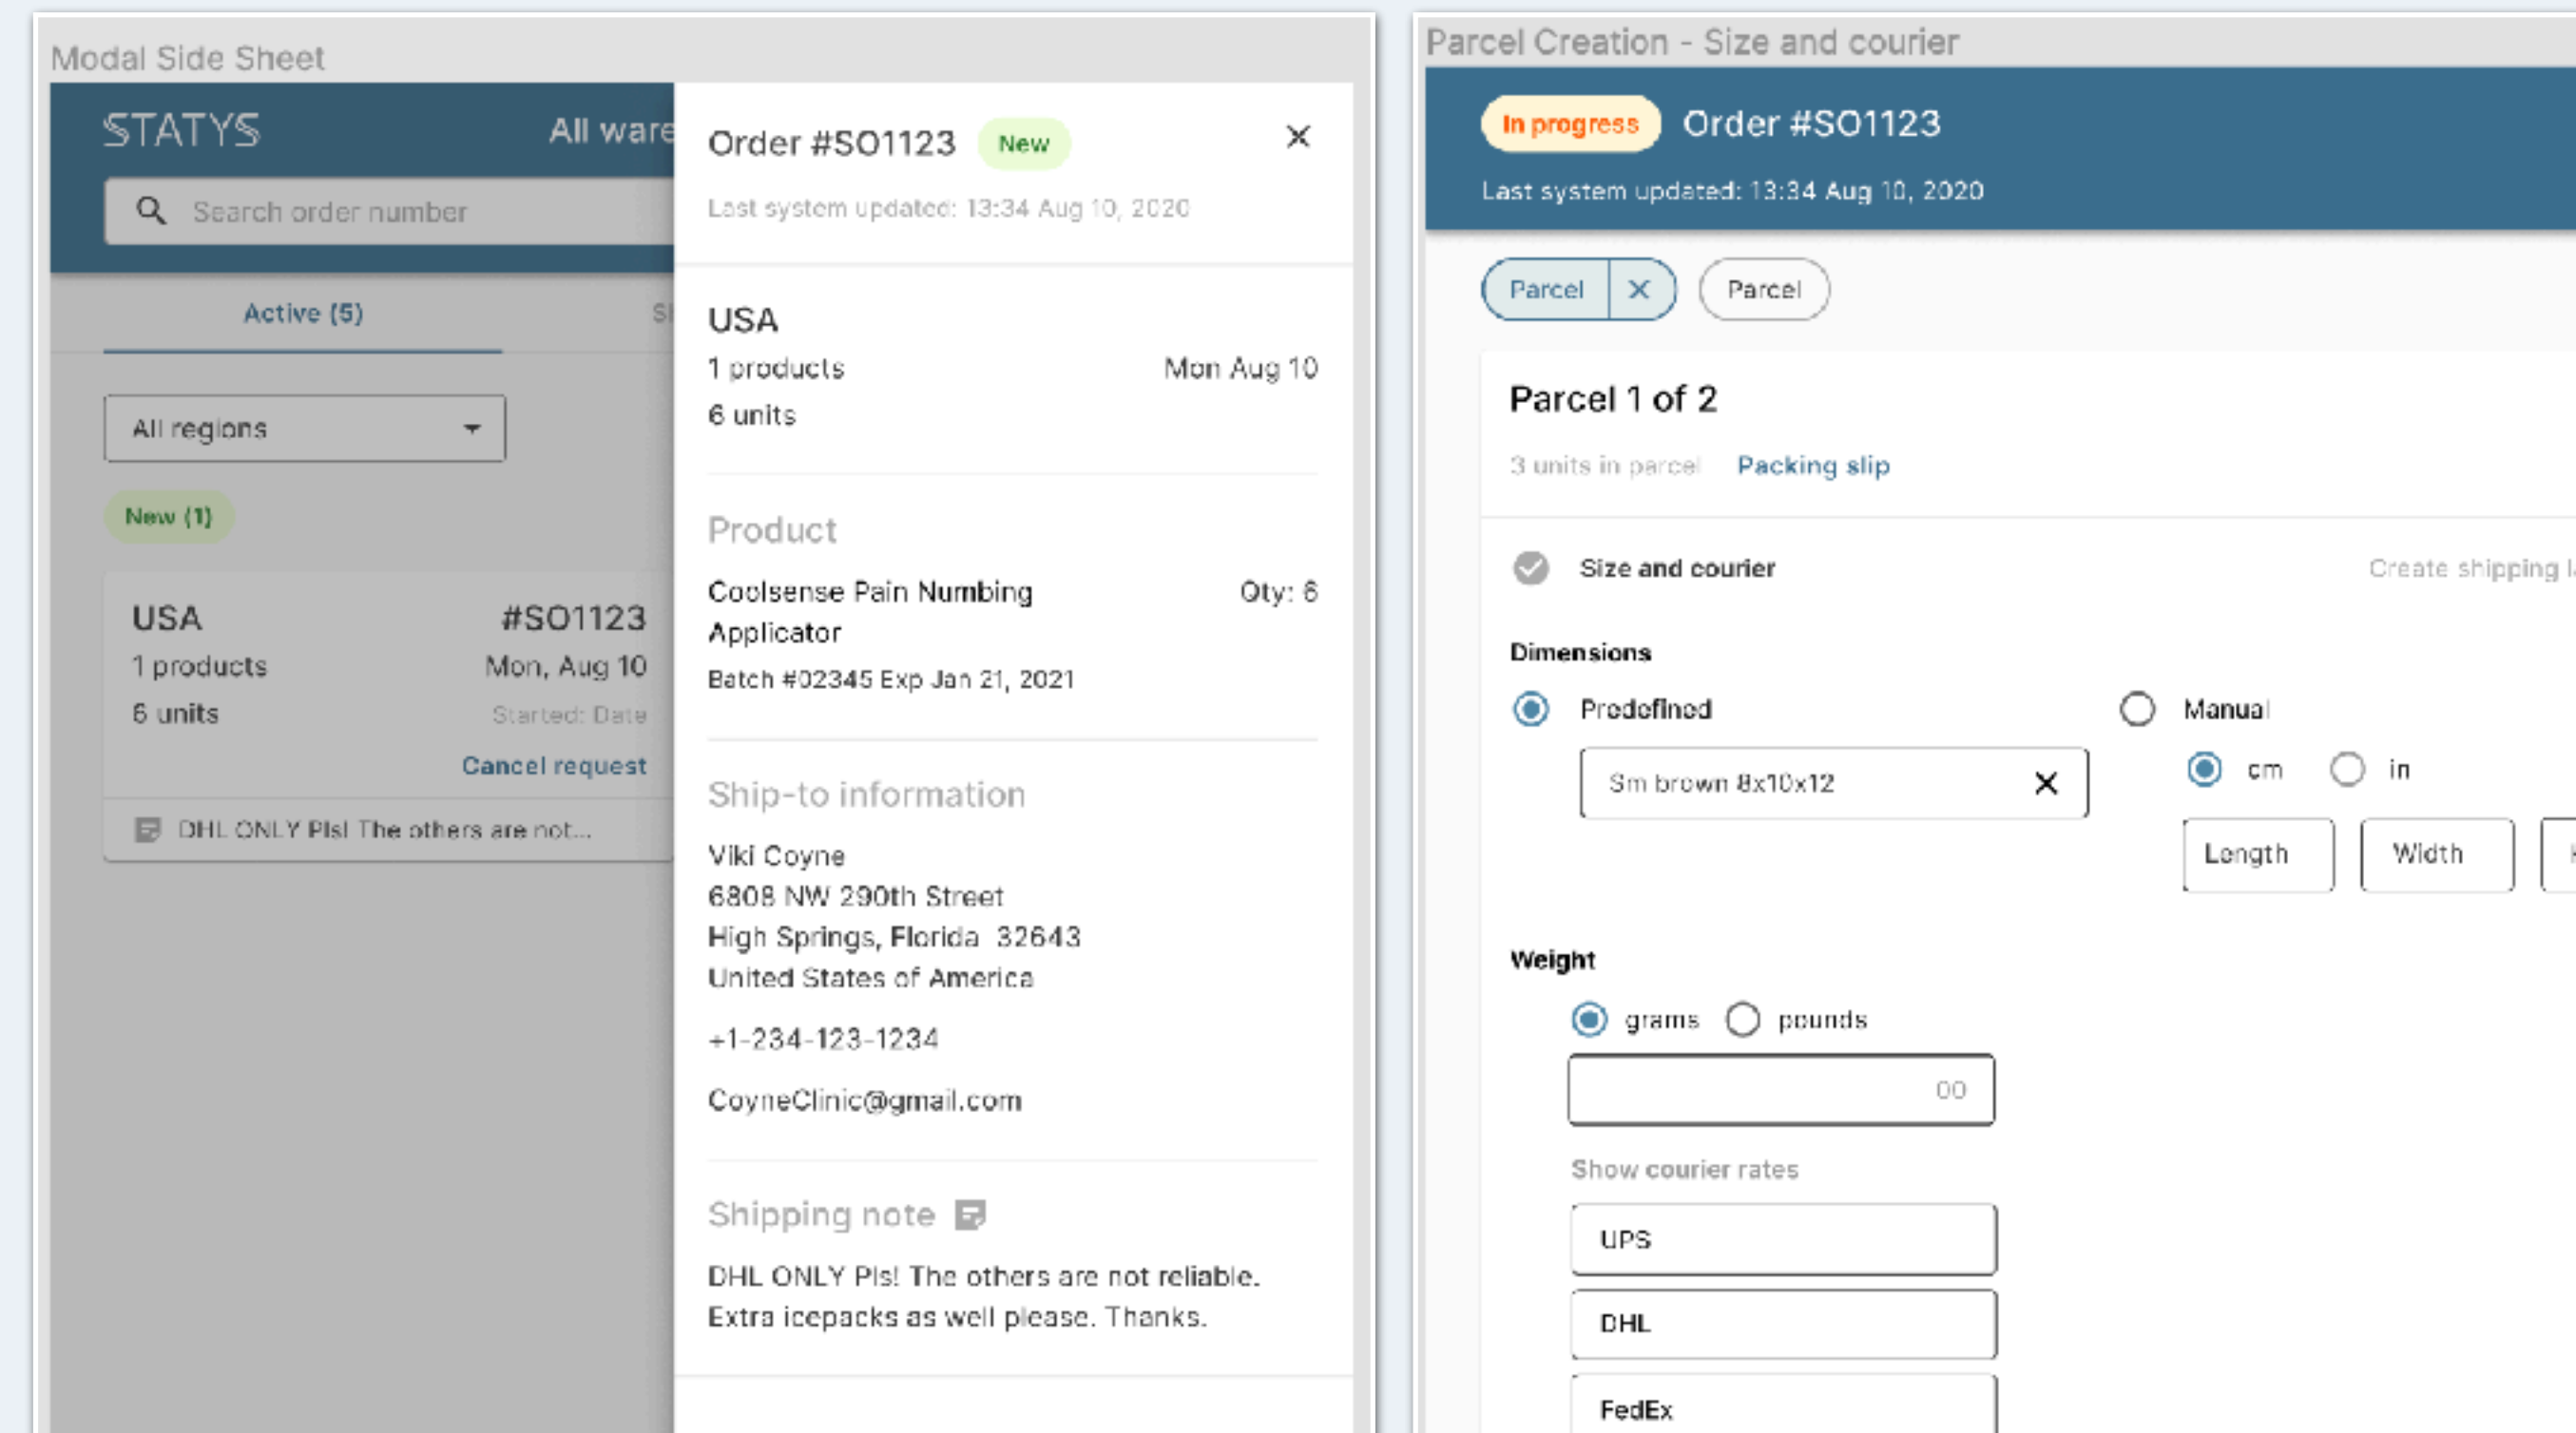 Modal Side Sheet
STATYS
All ware
Search order number
Active (5)
All regions
New (1)
USA
#SO1123
1 products
Mon, Aug 10
6 units
Started: Date
Cancel request
DHL ONLY Pls! The others are not...
Order #SO1123
New
Last system updated: 13:34 Aug 10, 2020
USA
1 products
Mon Aug 10
6 units
Product
Coolsense Pain Numbing
Applicator
Qty: 6
Batch #02345 Exp Jan 21, 2021
Ship-to information
Viki Coyne
6808 NW 290th Street
High Springs, Florida 32643
United States of America
+1-234-123-1234
CoyneClinic@gmail.com
Shipping note
DHL ONLY Pls! The others are not reliable.
Extra icepacks as well please. Thanks.
Parcel Creation - Size and courier
In progress
Order #SO1123
Last system updated: 13:34 Aug 10, 2020
Parcel
Parcel
Parcel 1 of 2
3 units in parcel
Packing slip
Size and courier
Create shipping
Dimensions
Predefined
Manual
Sm brown 8x10x12
cm
in
Length
Width
Weight
grams
pounds
00
Show courier rates
UPS
DHL
FedEx